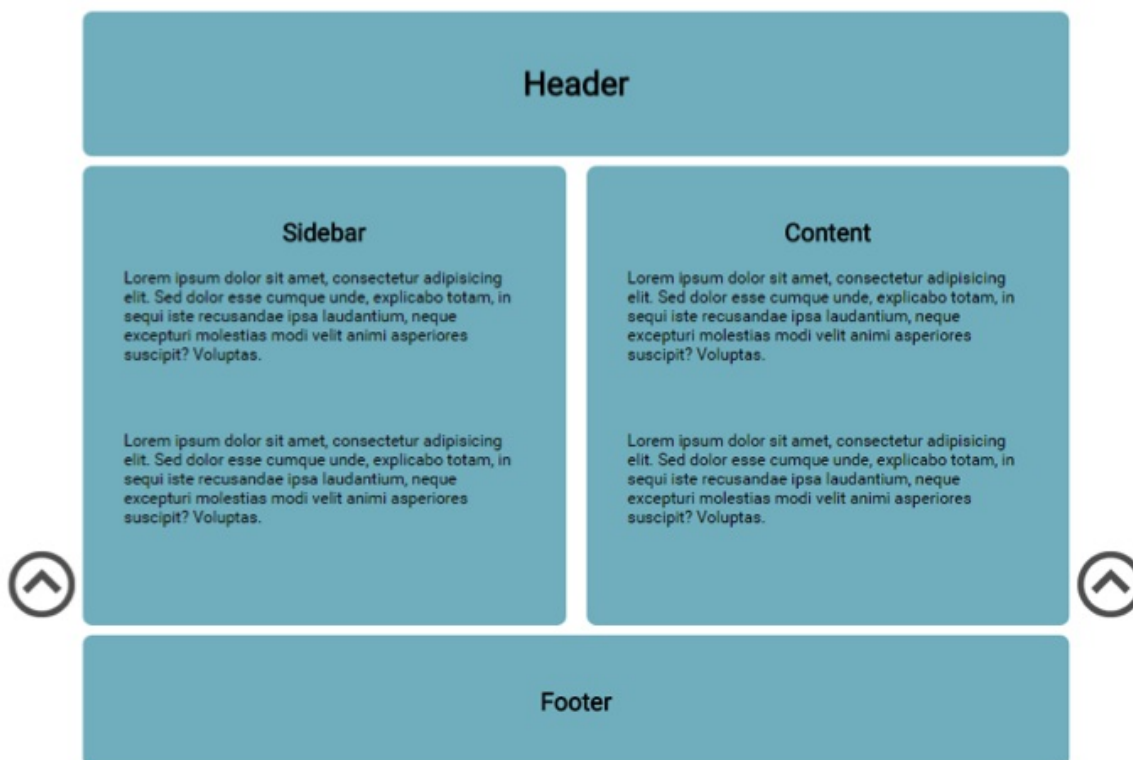 Header
Sidebar
Lorem ipsum dolor sit amet, consectetur adipisicing
elit. Sed dolor esse cumque unde, explicabo totam, in
sequi iste recusandae ipsa laudantium, neque
excepturi molestias modi velit animi asperiores
suscipit? Voluptas.
Lorem ipsum dolor sit amet, consectetur adipisicing
elit. Sed dolor esse cumque unde, explicabo totam, in
sequi iste recusandae ipsa laudantium, neque
excepturi molestias modi velit animi asperiores
suscipit? Voluptas.
Content
Lorem ipsum dolor sit amet, consectetur adipisicing
elit. Sed dolor esse cumque unde, explicabo totam, in
sequi iste recusandae ipsa laudantium, neque
excepturi molestias modi velit animi asperiores
suscipit? Voluptas.
Lorem ipsum dolor sit amet, consectetur adipisicing
elit. Sed dolor esse cumque unde, explicabo totam, in
sequi iste recusandae ipsa laudantium, neque
excepturi molestias modi velit animi asperiores
suscipit? Voluptas.
Footer